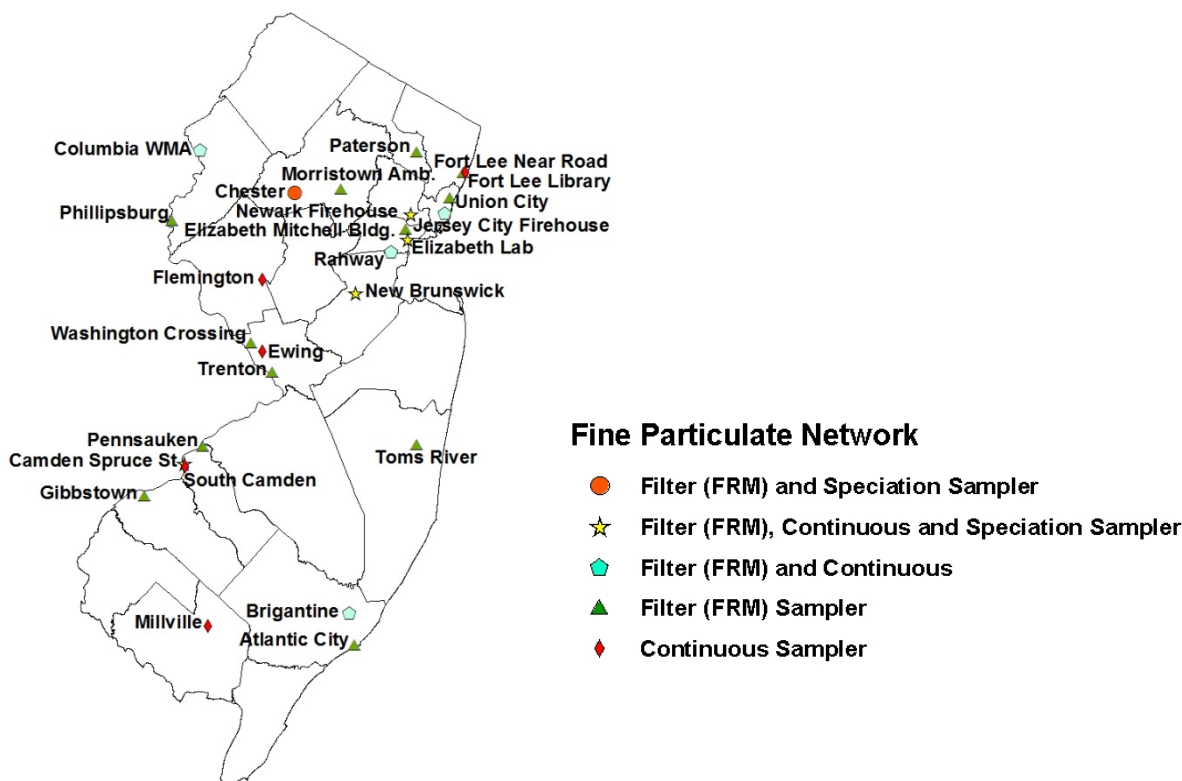 Columbia WMA
Paterson
Fort Lee Near Road
Morristown Amb.
Fort Lee Library
Chester
Union City
Phillipsburg
Newark Firehouse
Jersey City Firehouse
Elizabeth Mitchell Bldg.
Elizabeth Lab
Rahway
Flemington
New Brunswick
Washington Crossing
Ewing
Trenton
Pennsauken
Camden Spruce St.
South Camden
Gibbstown
Toms River
Brigantine
Millville
Atlantic City
Fine Particulate Network
Filter (FRM) and Speciation Sampler
Filter (FRM), Continuous and Speciation Sampler
Filter (FRM) and Continuous
Filter (FRM) Sampler
Continuous Sampler